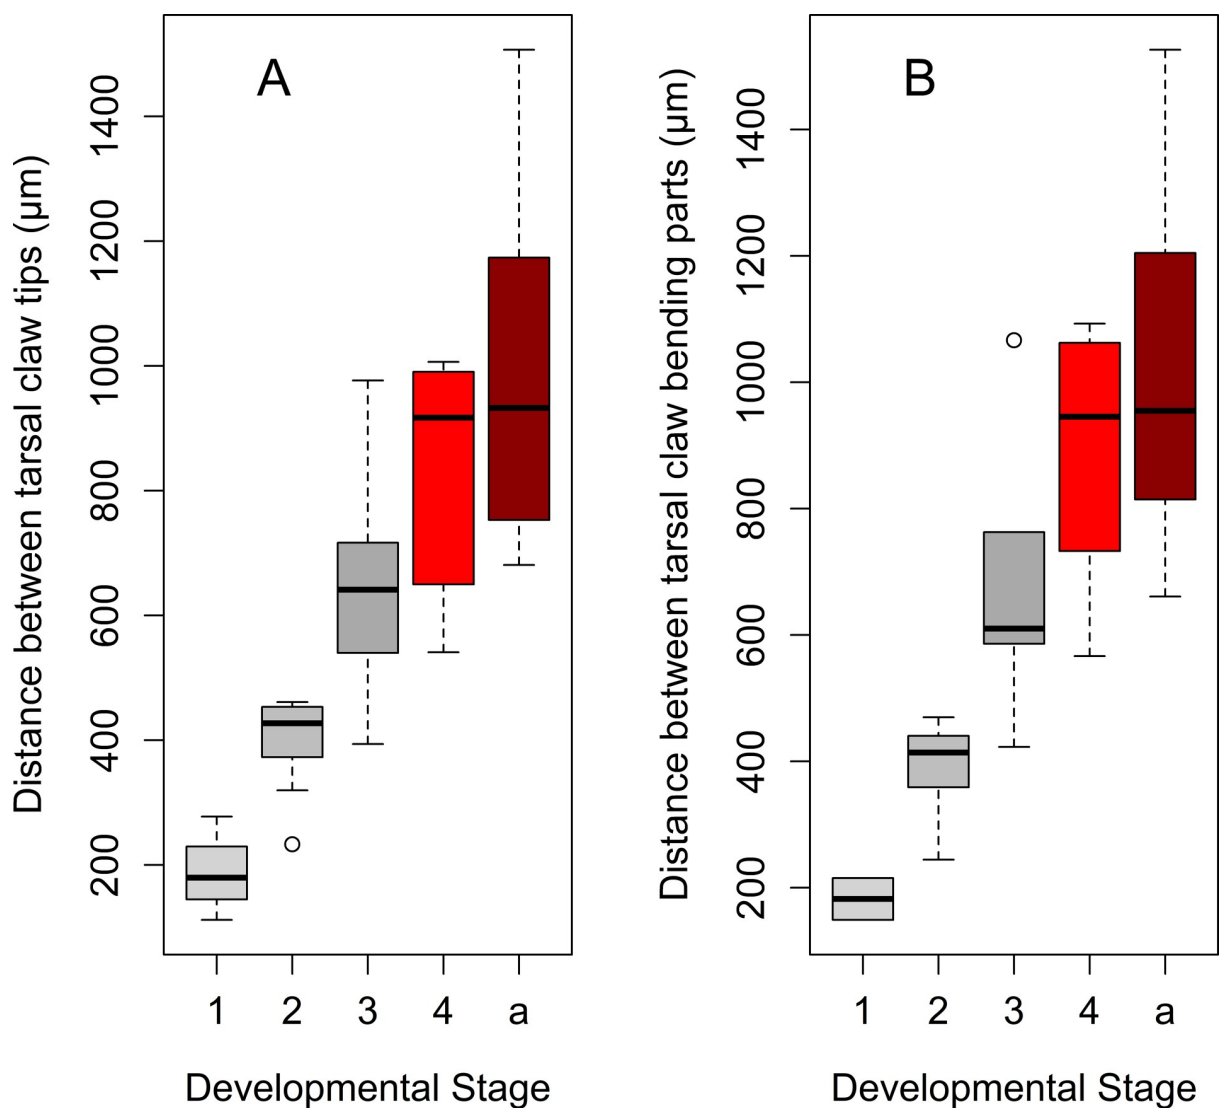 A
Distance between tarsal claw tips (µm)
1400
1200
1000
800
600
400
200
1 2 3 4 a
Developmental Stage
B
Distance between tarsal claw bending parts (µm)
1400
1200
1000
800
600
400
200
1 2 3 4 a
Developmental Stage